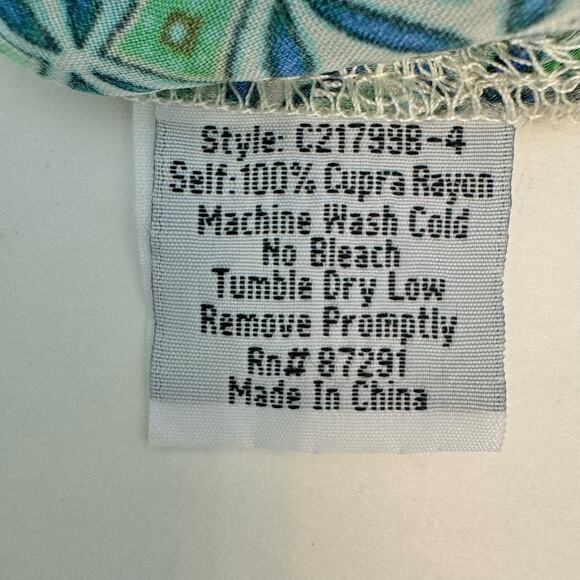 Style: C217998-4
Self:100% Cupra Rayon
Machine Wash Cold
No Bleach
Tumble Dry Low
Remove Promptly
Rn# 87291
Made In China